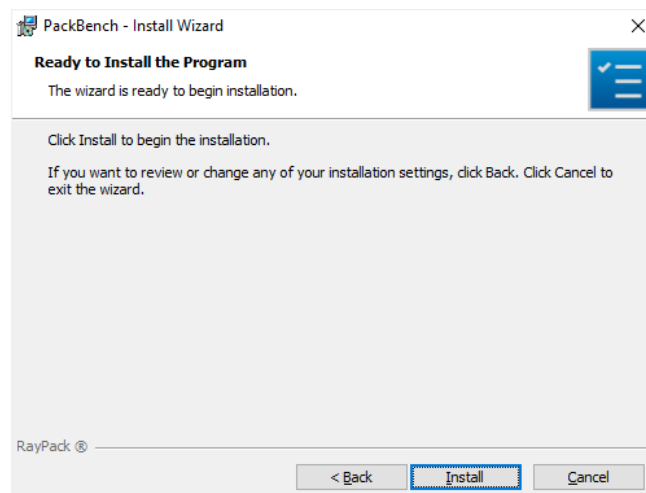 PackBench - Install Wizard
Ready to Install the Program
The wizard is ready to begin installation.
Click Install to begin the installation.
If you want to review or change any of your installation settings, click Back. Click Cancel to
exit the wizard.
RayPack ®
< Back Install Cancel